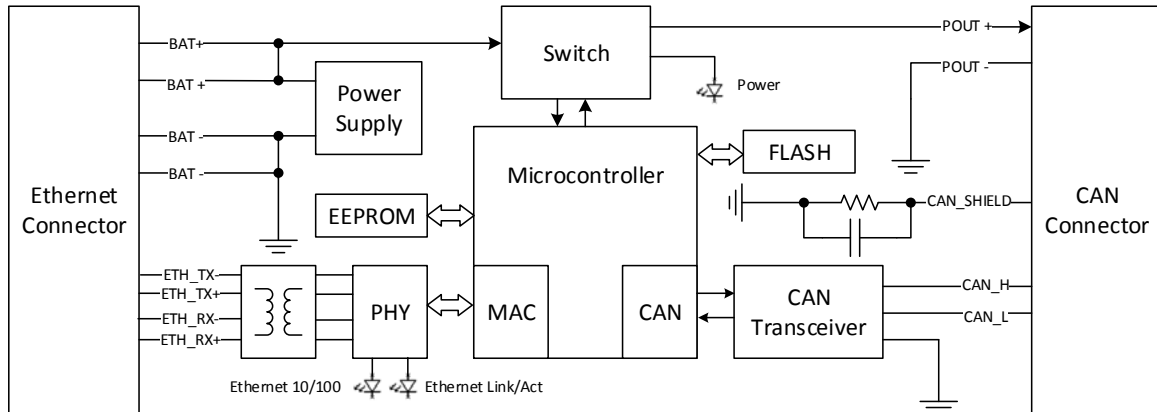 Ethernet
Connector
BAT+
BAT +
BAT -
BAT -
ETH_TX-
ETH_TX+
ETH_RX-
ETH_RX+
Power
Supply
EEPROM
PHY
Ethernet 10/100
Ethernet Link/Act
Switch
Power
Microcontroller
MAC
CAN
FLASH
CAN
Transceiver
POUT +
POUT -
CAN_SHIELD
CAN_H
CAN_L
CAN
Connector